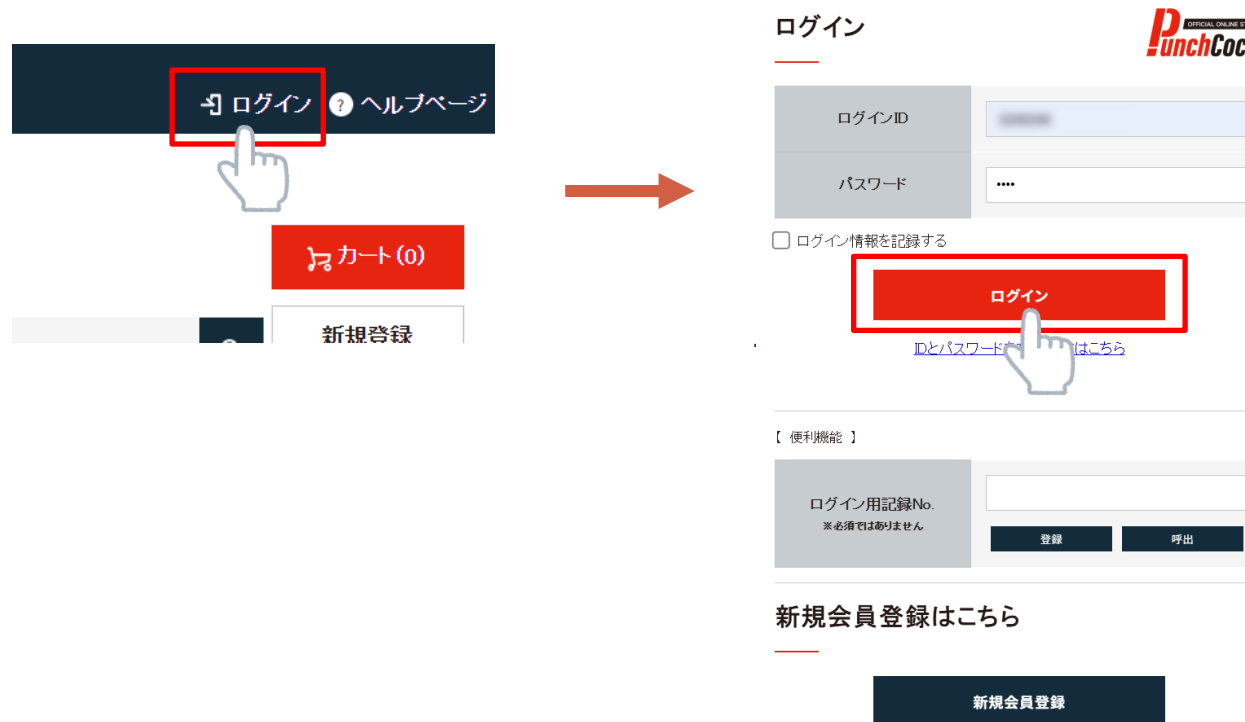 ログイン
? ヘルプページ
カート(0)
新規登録
ログイン
OFFICIAL ONLINE
PunchCoc
ログインID
パスワード
••••
ログイン情報を記録する
ログイン
IDとパスワード
はこちら
【 便利機能 】
ログイン用記録No.
※必須ではありません
登録
呼出
新規会員登録はこちら
新規会員登録